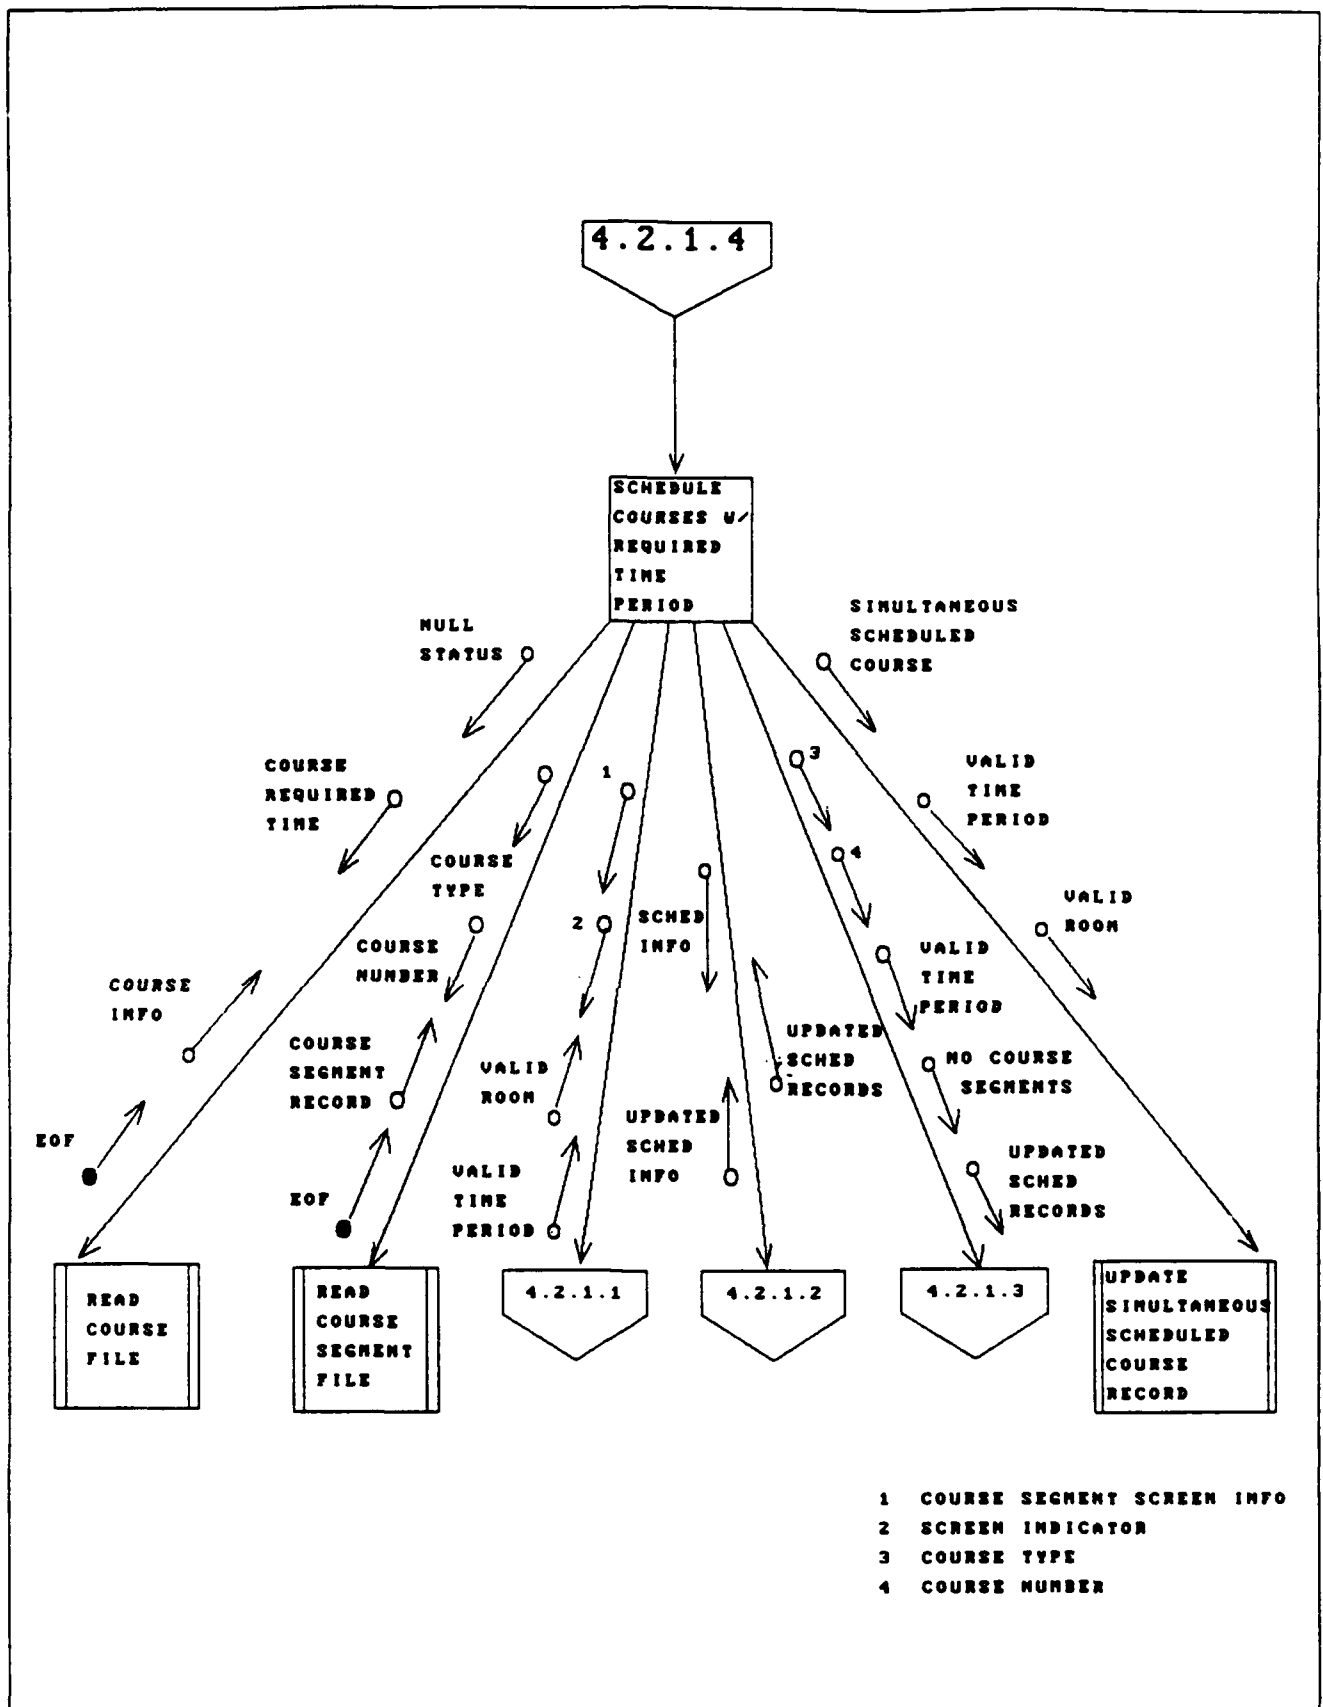 4.2.1.4
SCHEDULE
COURSES W/
REQUIRED
TIME
PERIOD
NULL
STATUS
SIMULTANEOUS
SCHEDULED
COURSE
COURSE
REQUIRED
TIME
1
3
VALID
TIME
PERIOD
COURSE
TYPE
4
2
SCHED
INFO
COURSE
NUMBER
VALID
ROOM
VALID
TIME
PERIOD
COURSE
INFO
COURSE
SEGMENT
RECORD
VALID
ROOM
UPDATED
SCHED
RECORDS
NO COURSE
SEGMENTS
EOF
UPDATED
SCHED
INFO
UPDATED
SCHED
RECORDS
EOF
VALID
TIME
PERIOD
READ
COURSE
FILE
READ
COURSE
SEGMENT
FILE
4.2.1.1
4.2.1.2
4.2.1.3
UPDATE
SIMULTANEOUS
SCHEDULED
COURSE
RECORD
1 COURSE SEGMENT SCREEN INFO
2 SCREEN INDICATOR
3 COURSE TYPE
4 COURSE NUMBER